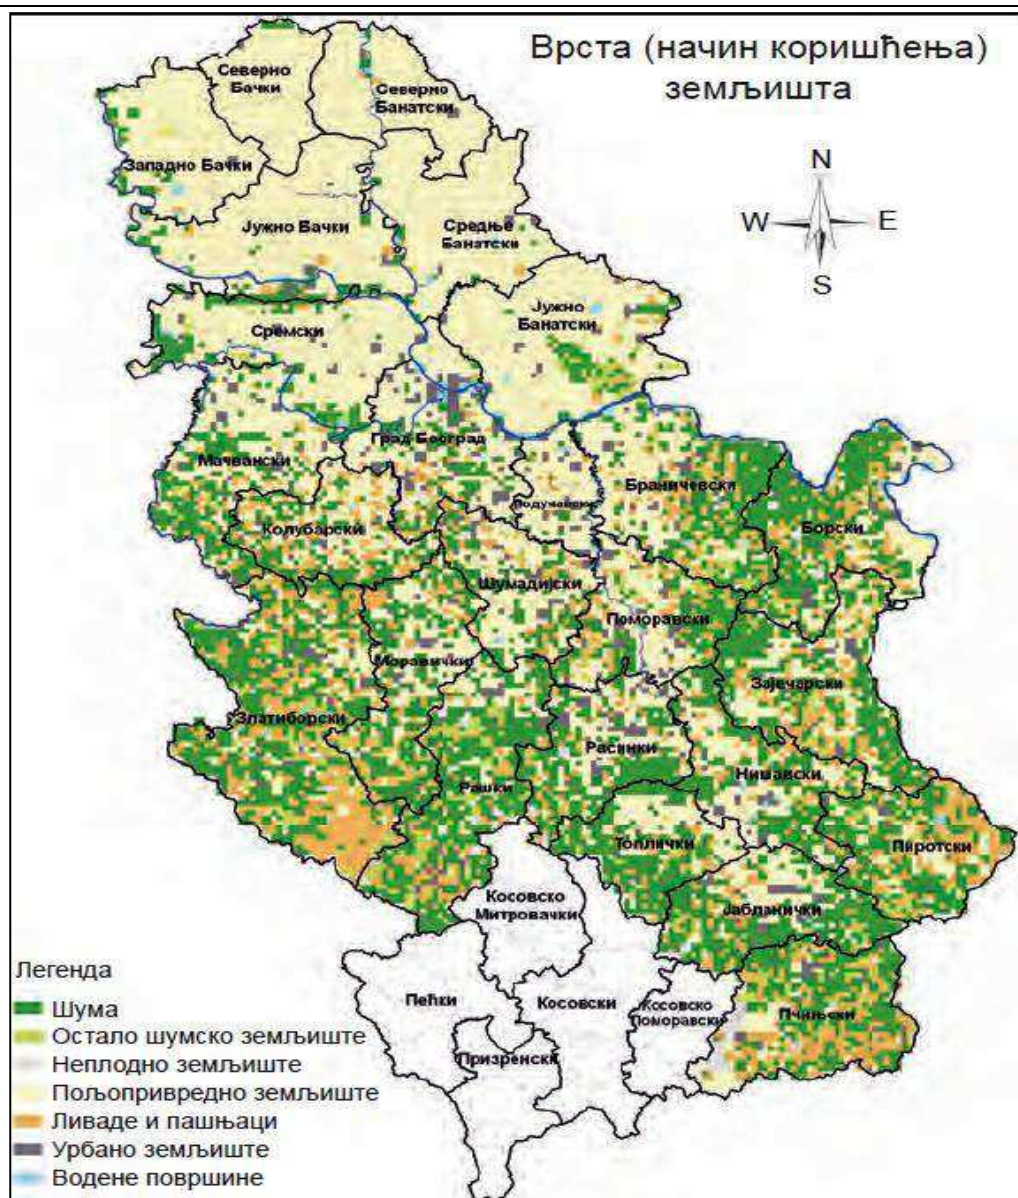 Врста (начин коришћења)
земљишта
N
W E
S
Северно
Бачки
Северно
Банатски
Западно Бачки
Јужно Бачки
Средње
Банатски
Јужно
Банатски
Сремски
Град Београд
Мачвански
Колубарски
Браничевски
Борски
Шумадијски
Поморавски
Моравички
Зајечарски
Златиборски
Расинки
Нишавски
Рашки
Топлички
Пиротски
Јабланички
Косовско
Митровачки
Пећки
Косовски
Косовско
Поморавски
Пчињски
Призренски
Легенда
Шума
Остало шумско земљиште
Неплодно земљиште
Пољопривредно земљиште
Ливаде и пашњаци
Урбано земљиште
Водене површине